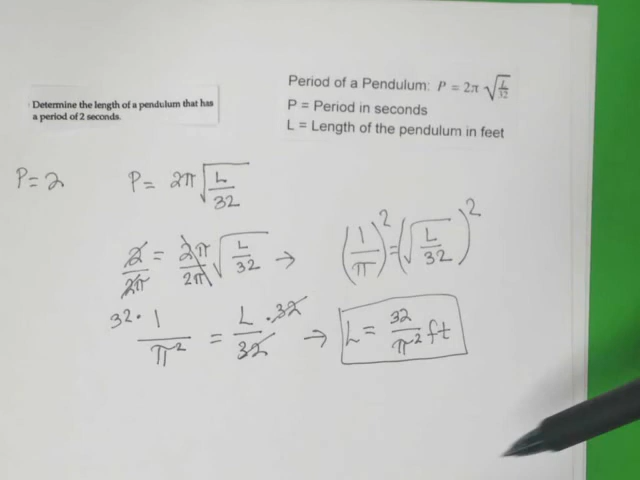 Period of a Pendulum: P = 2π √(L/32)
P = Period in seconds
L = Length of the pendulum in feet
Determine the length of a pendulum that has
a period of 2 seconds.
P = 2
P = 2π √(L/32)
2/2π = 2π/2π √(L/32) → (1/π)² = (√(L/32))²
32 · 1/π² = L/32 · 32 → L = 32/π² ft